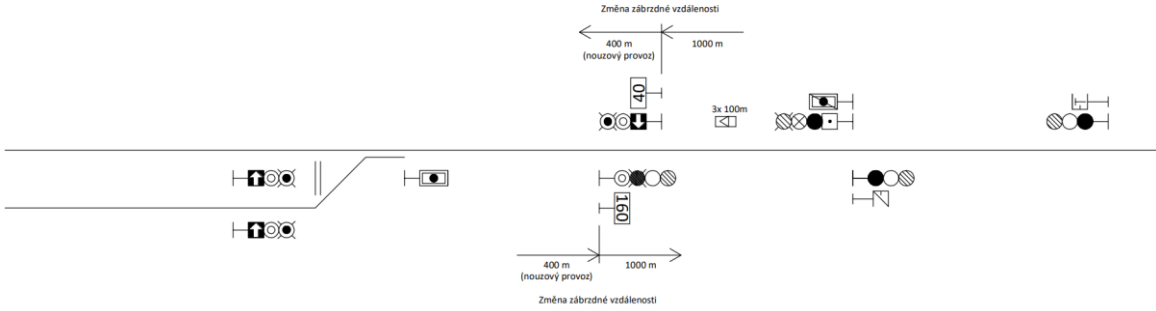 Změna zábrzdné vzdálenosti
400 m
(nouzový provoz)
1000 m
40
3x 100m
160
400 m
(nouzový provoz)
1000 m
Změna zábrzdné vzdálenosti